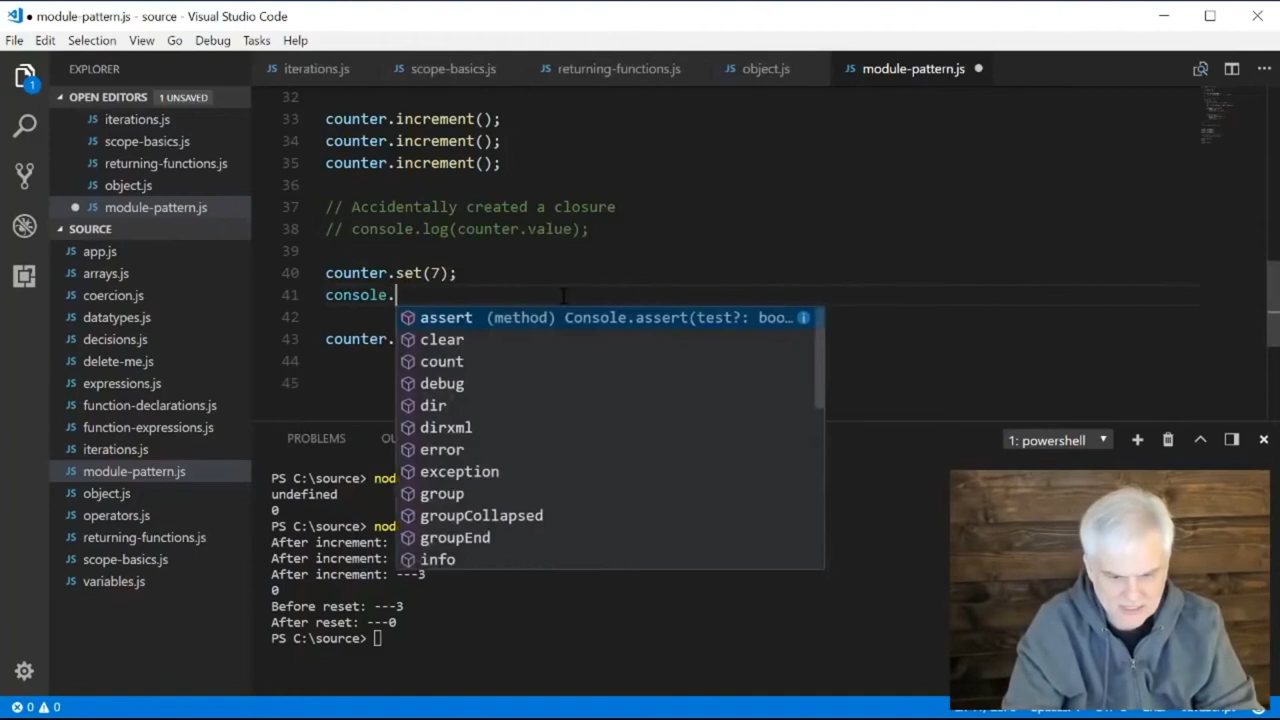 module-pattern.js - source - Visual Studio Code
File Edit Selection View Go Debug Tasks Help
EXPLORER
iterations.js
scope-basics.js
returning-functions.js
object.js
module-pattern.js
OPEN EDITORS 1 UNSAVED
JS iterations.js
JS scope-basics.js
JS returning-functions.js
JS object.js
JS module-pattern.js
SOURCE
JS app.js
JS arrays.js
JS coercion.js
JS datatypes.js
JS decisions.js
JS delete-me.js
JS expressions.js
JS function-declarations.js
JS function-expressions.js
JS iterations.js
JS module-pattern.js
JS object.js
JS operators.js
JS returning-functions.js
JS scope-basics.js
JS variables.js
32
33 counter.increment();
34 counter.increment();
35 counter.increment();
36
37 // Accidentally created a closure
38 // console.log(counter.value);
39
40 counter.set(7);
41 console.
42
43 counter.
44
45
assert (method) Console.assert(test?: boo…
clear
count
debug
dir
dirxml
error
exception
group
groupCollapsed
groupEnd
info
PROBLEMS OU
1: powershell
PS C:\source> nod
undefined
0
PS C:\source> nod
After increment:
After increment:
After increment: ---3
0
Before reset: ---3
After reset: ---0
PS C:\source>
0 0